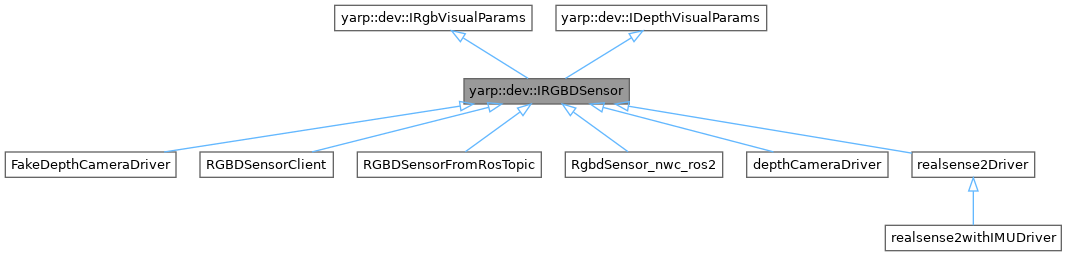 yarp::dev::IRgbVisualParams
yarp::dev::IDepthVisualParams
yarp::dev::IRGBDSensor
FakeDepthCameraDriver
RGBDSensorClient
RGBDSensorFromRosTopic
RgbdSensor_nwc_ros2
depthCameraDriver
realsense2Driver
realsense2withIMUDriver